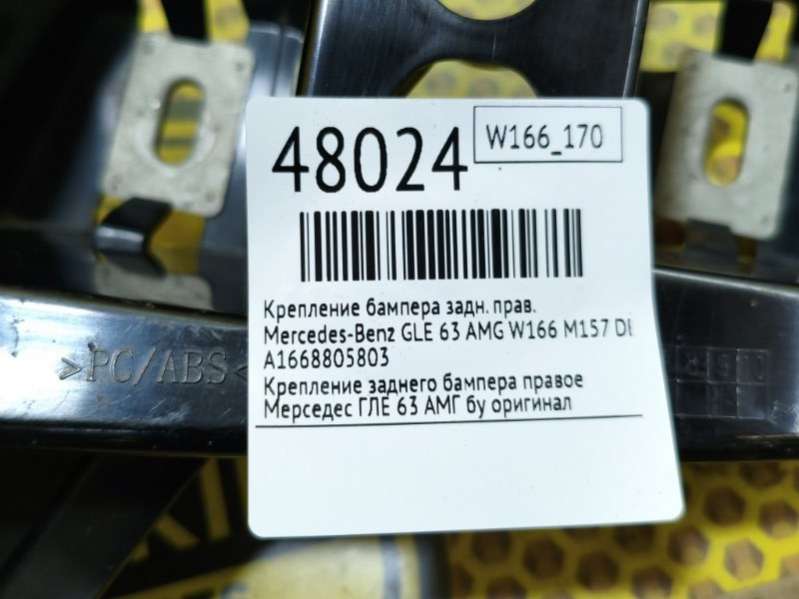 48024
W166_170
Крепление бампера задн. прав.
Mercedes-Benz GLE 63 AMG W166 M157 DE
A1668805803
Крепление заднего бампера правое
Мерседес ГЛЕ 63 АМГ бу оригинал
>PC/ABS<